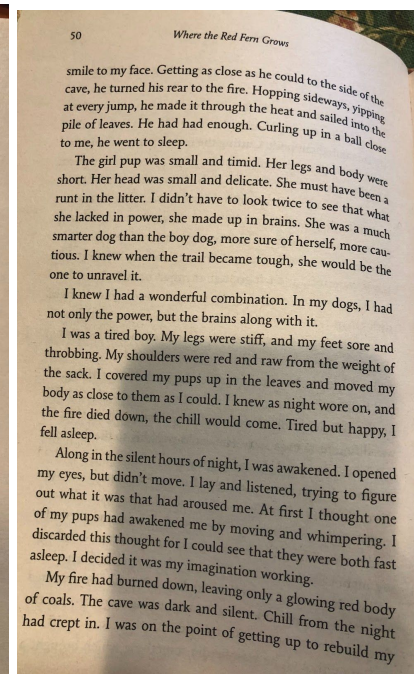 50 Where the Red Fern Grows
smile to my face. Getting as close as he could to the side of the
cave, he turned his rear to the fire. Hopping sideways, yipping
at every jump, he made it through the heat and sailed into the
pile of leaves. He had had enough. Curling up in a ball close
to me, he went to sleep.
The girl pup was small and timid. Her legs and body were
short. Her head was small and delicate. She must have been a
runt in the litter. I didn't have to look twice to see that what
she lacked in power, she made up in brains. She was a much
smarter dog than the boy dog, more sure of herself, more cau-
tious. I knew when the trail became tough, she would be the
one to unravel it.
I knew I had a wonderful combination. In my dogs, I had
not only the power, but the brains along with it.
I was a tired boy. My legs were stiff, and my feet sore and
throbbing. My shoulders were red and raw from the weight of
the sack. I covered my pups up in the leaves and moved my
body as close to them as I could. I knew as night wore on, and
the fire died down, the chill would come. Tired but happy, I
fell asleep.
Along in the silent hours of night, I was awakened. I opened
my eyes, but didn't move. I lay and listened, trying to figure
out what it was that had aroused me. At first I thought one
of my pups had awakened me by moving and whimpering. I
discarded this thought for I could see that they were both fast
asleep. I decided it was my imagination working.
My fire had burned down, leaving only a glowing red body
of coals. The cave was dark and silent. Chill from the night
had crept in. I was on the point of getting up to rebuild my